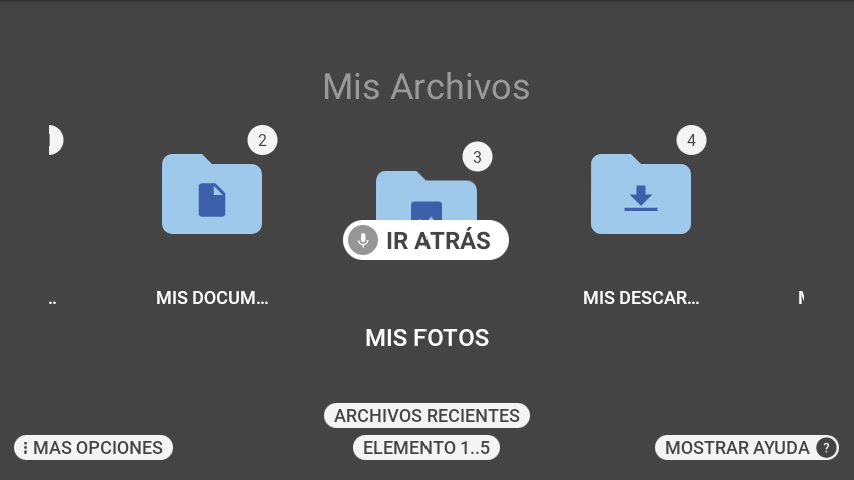 Mis Archivos
2
3
4
IR ATRÁS
..
MIS DOCUM...
MIS DESCAR...
MIS FOTOS
ARCHIVOS RECIENTES
MAS OPCIONES
ELEMENTO 1..5
MOSTRAR AYUDA ?